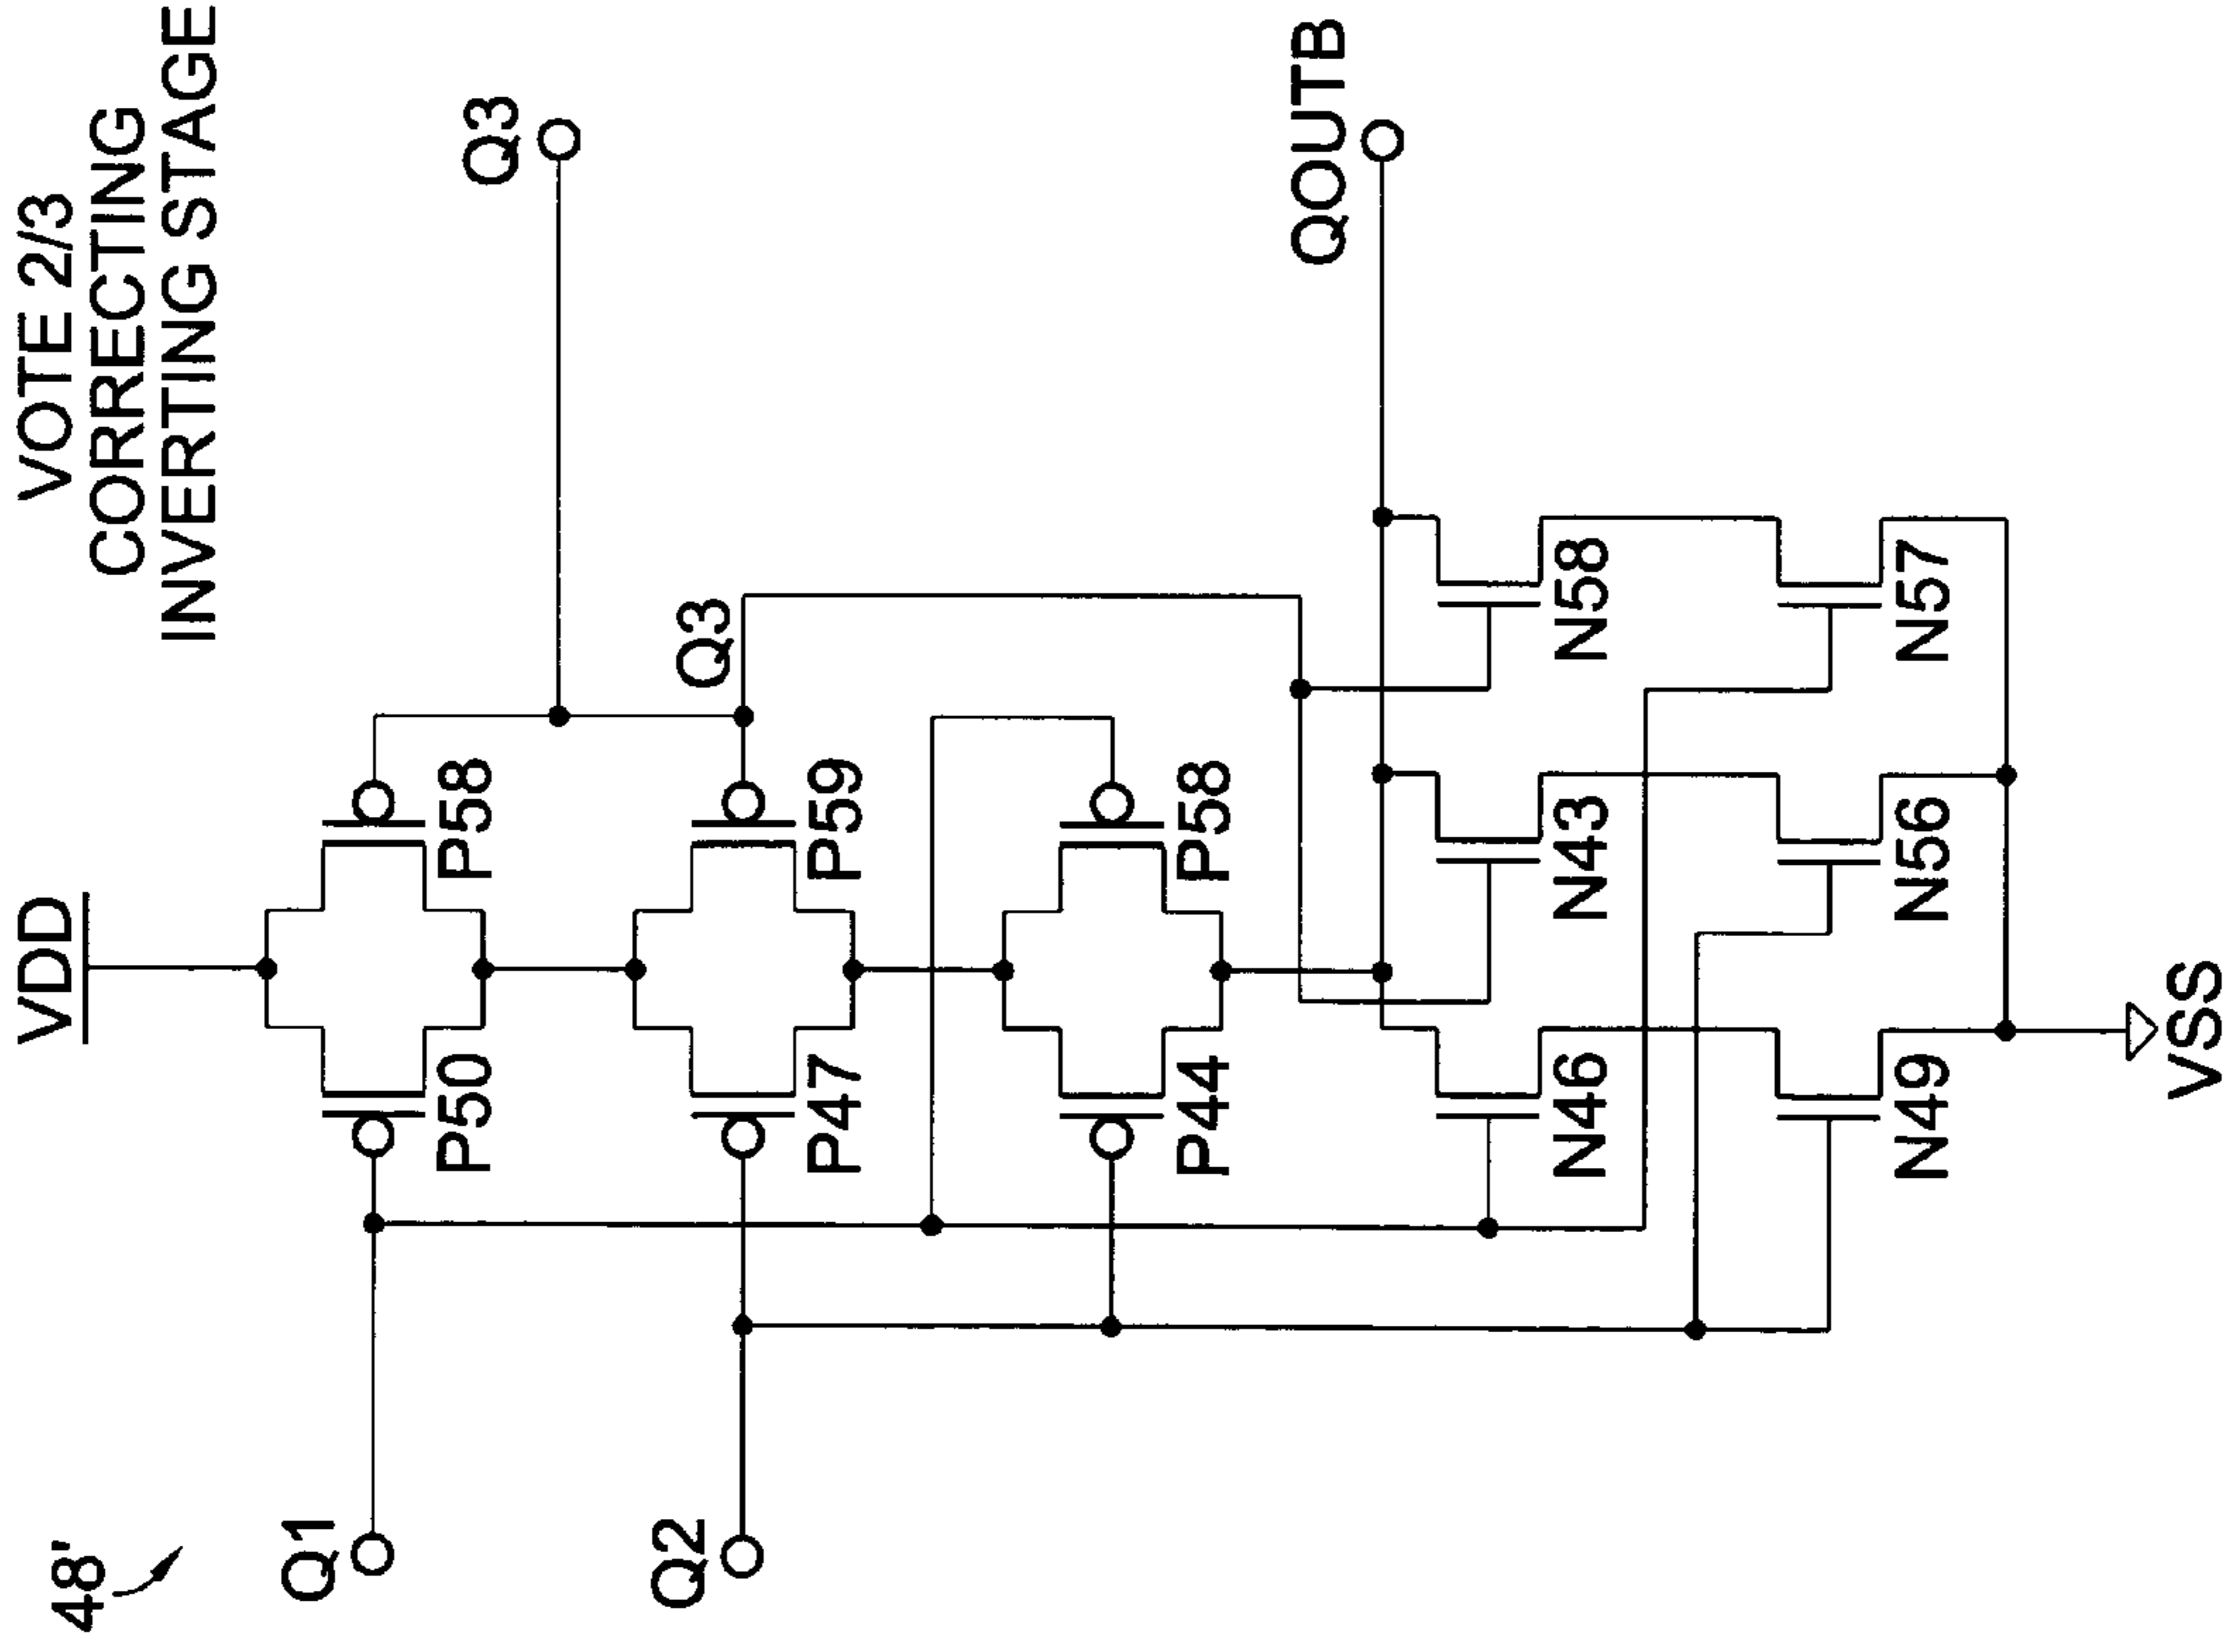 48'
VOTE 2/3
CORRECTING
INVERTING STAGE
VDD
Q1
P50
P58
Q3
Q2
P47
P59
Q3
P44
P58
QOUTB
N46
N43
N58
N49
N56
N57
VSS